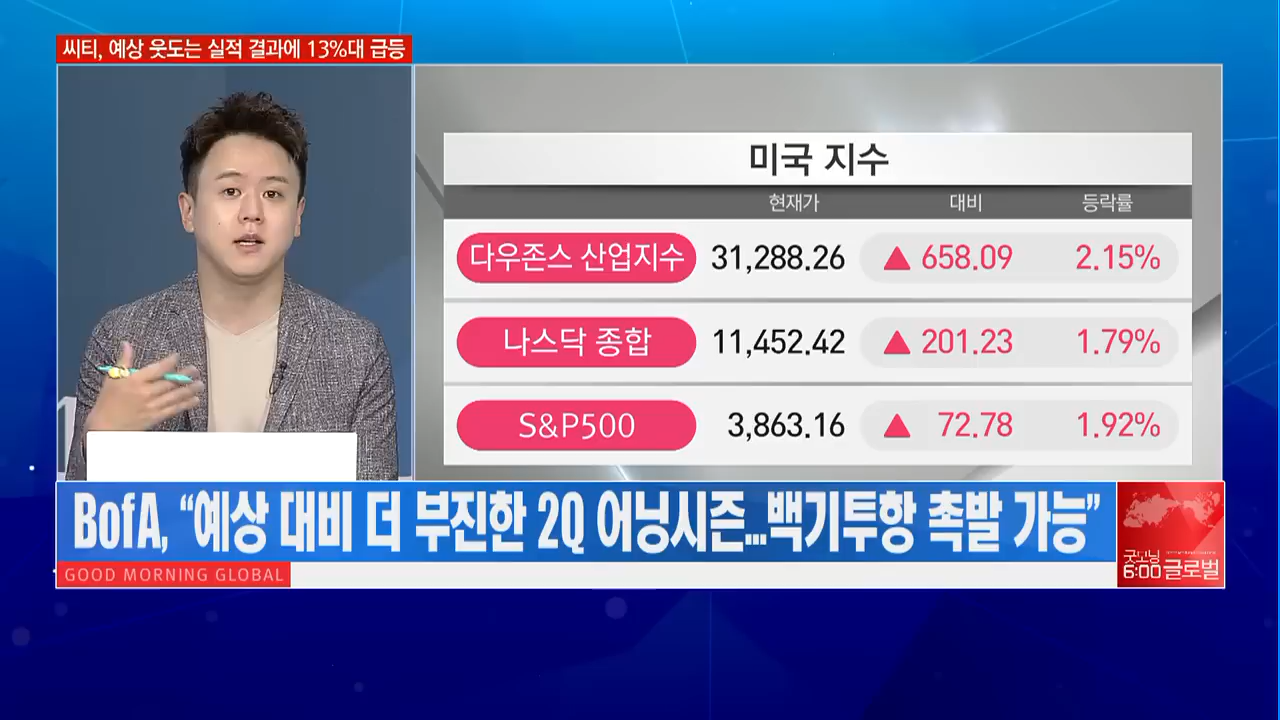 씨티, 예상 웃도는 실적 결과에 13%대 급등
미국 지수
현재가 대비 등락률
다우존스 산업지수 31,288.26 ▲ 658.09 2.15%
나스닥 종합 11,452.42 ▲ 201.23 1.79%
S&P500 3,863.16 ▲ 72.78 1.92%
BofA, “예상 대비 더 부진한 2Q 어닝시즌...백기투항 촉발 가능”
GOOD MORNING GLOBAL
굿모닝
6:00 글로벌